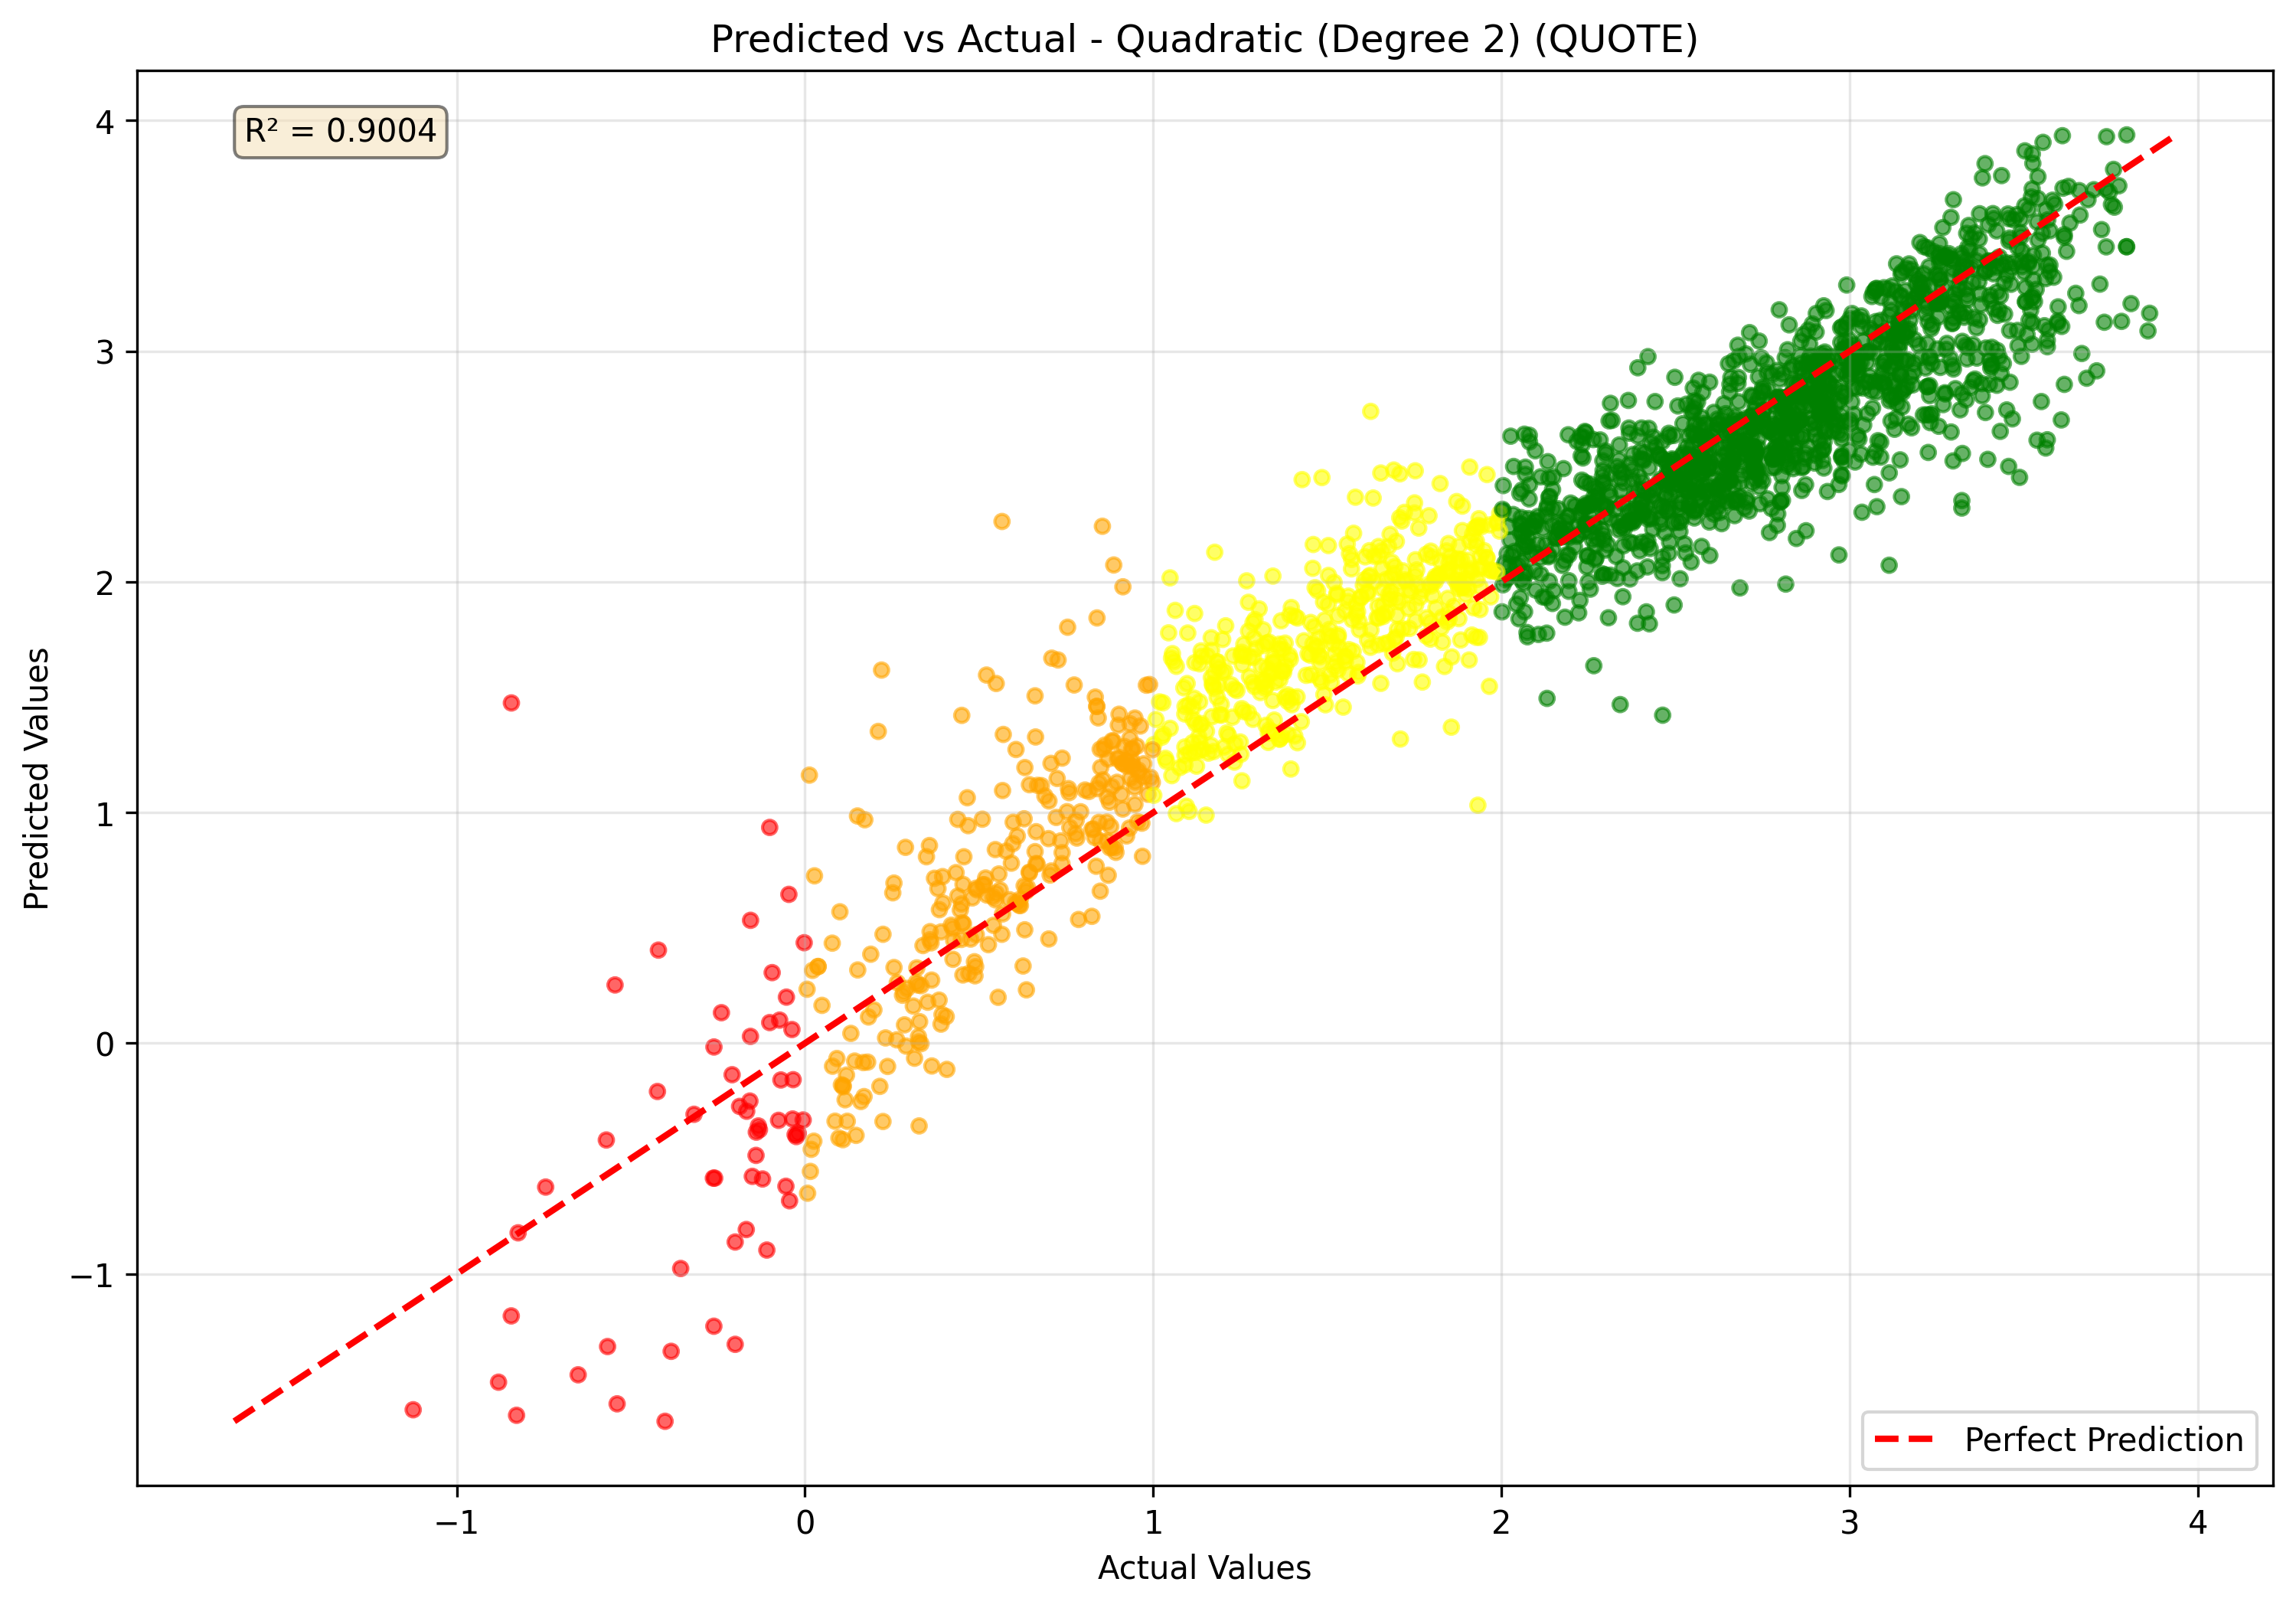 Predicted vs Actual - Quadratic (Degree 2) (QUOTE)
R² = 0.9004
4
3
2
1
0
−1
Predicted Values
Perfect Prediction
−1
0
1
2
3
4
Actual Values